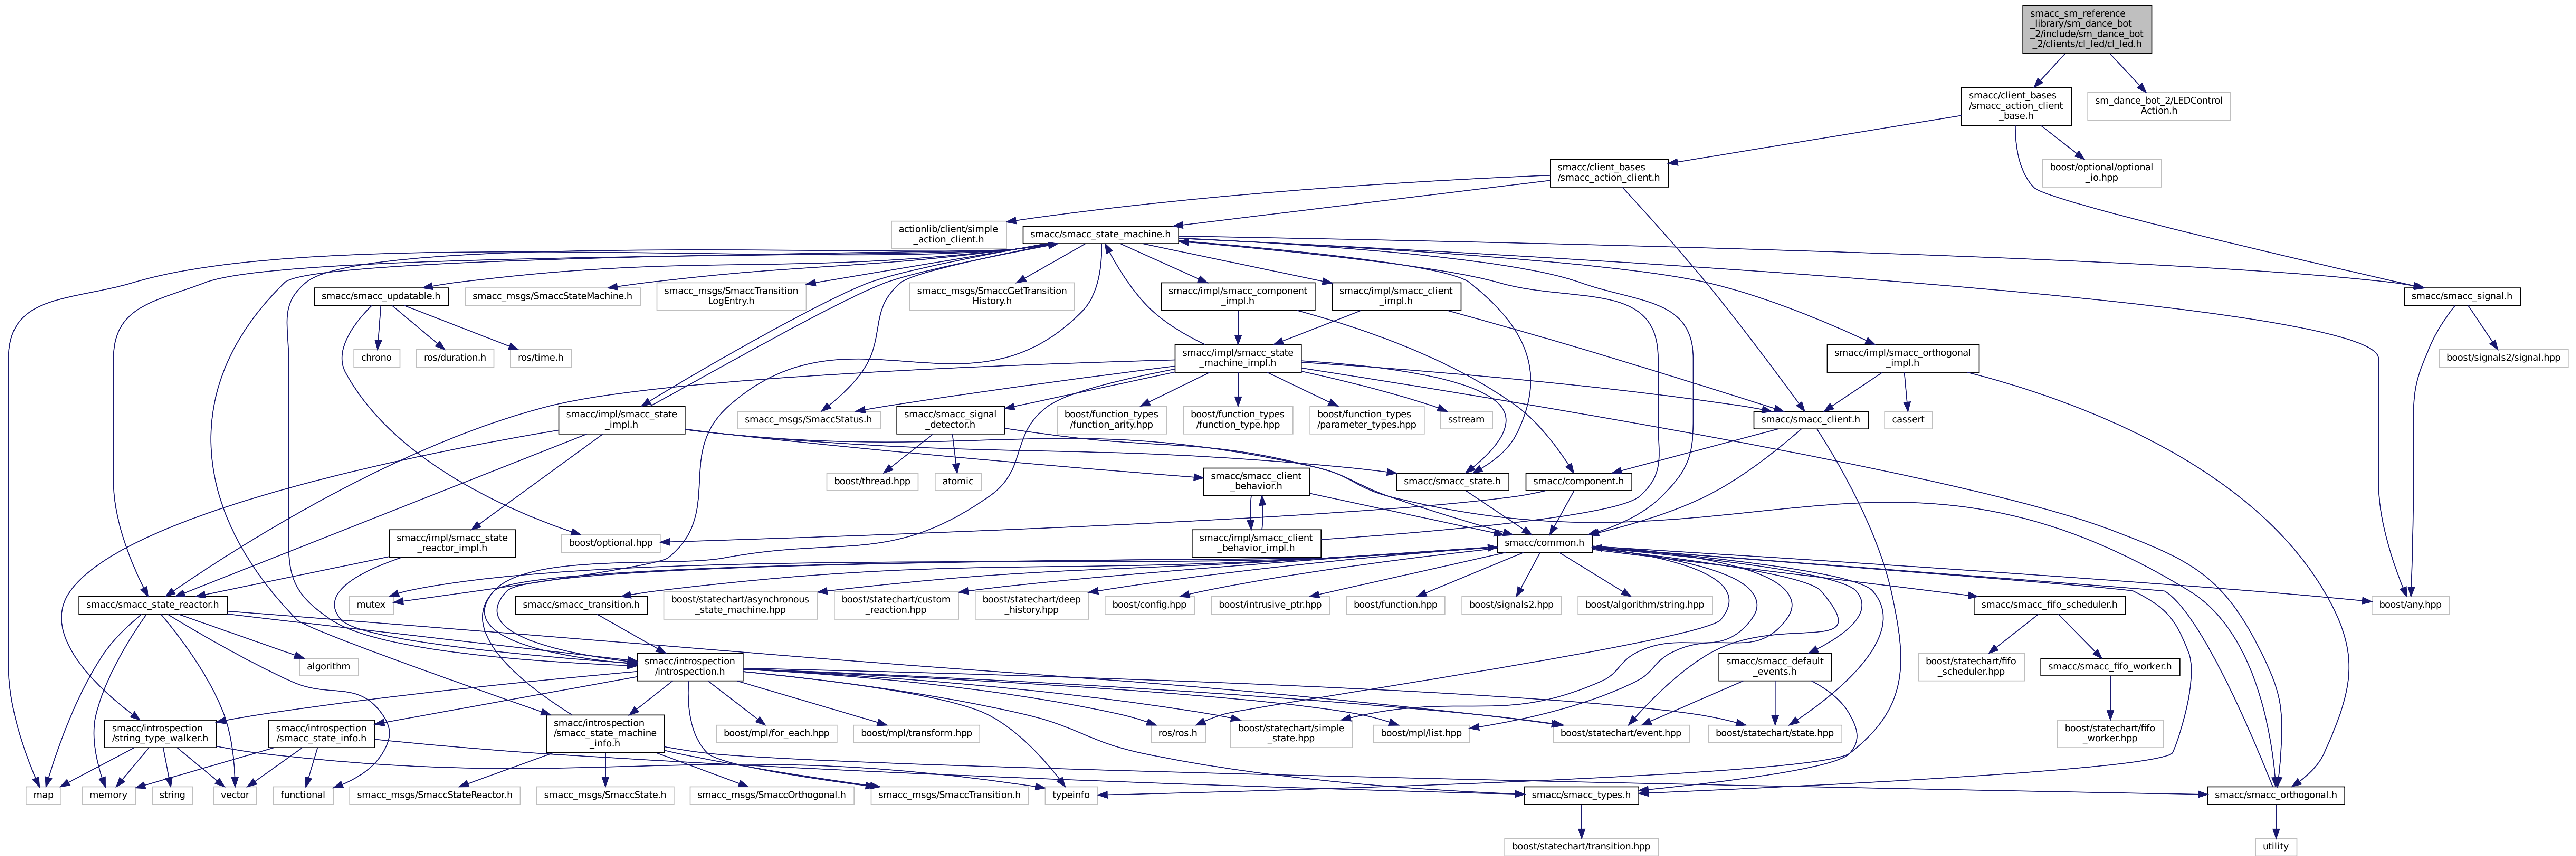 smacc_sm_reference
_library/sm_dance_bot
_2/include/sm_dance_bot
_2/clients/cl_led/cl_led.h
smacc/client_bases
/smacc_action_client
_base.h
sm_dance_bot_2/LEDControl
Action.h
smacc/client_bases
/smacc_action_client.h
boost/optional/optional
_io.hpp
actionlib/client/simple
_action_client.h
smacc/smacc_state_machine.h
smacc/smacc_updatable.h
smacc_msgs/SmaccStateMachine.h
smacc_msgs/SmaccTransition
LogEntry.h
smacc_msgs/SmaccGetTransition
History.h
smacc/impl/smacc_component
_impl.h
smacc/impl/smacc_client
_impl.h
smacc/smacc_signal.h
chrono
ros/duration.h
ros/time.h
smacc/impl/smacc_state
_machine_impl.h
smacc/impl/smacc_orthogonal
_impl.h
boost/signals2/signal.hpp
smacc/impl/smacc_state
_impl.h
smacc_msgs/SmaccStatus.h
smacc/smacc_signal
_detector.h
boost/function_types
/function_arity.hpp
boost/function_types
/function_type.hpp
boost/function_types
/parameter_types.hpp
sstream
smacc/smacc_client.h
cassert
boost/thread.hpp
atomic
smacc/smacc_client
_behavior.h
smacc/smacc_state.h
smacc/component.h
smacc/impl/smacc_state
_reactor_impl.h
boost/optional.hpp
smacc/impl/smacc_client
_behavior_impl.h
smacc/common.h
smacc/smacc_state_reactor.h
mutex
smacc/smacc_transition.h
boost/statechart/asynchronous
_state_machine.hpp
boost/statechart/custom
_reaction.hpp
boost/statechart/deep
_history.hpp
boost/config.hpp
boost/intrusive_ptr.hpp
boost/function.hpp
boost/signals2.hpp
boost/algorithm/string.hpp
smacc/smacc_fifo_scheduler.h
boost/any.hpp
algorithm
smacc/introspection
/introspection.h
smacc/smacc_default
_events.h
boost/statechart/fifo
_scheduler.hpp
smacc/smacc_fifo_worker.h
smacc/introspection
/string_type_walker.h
smacc/introspection
/smacc_state_info.h
smacc/introspection
/smacc_state_machine
_info.h
boost/mpl/for_each.hpp
boost/mpl/transform.hpp
ros/ros.h
boost/statechart/simple
_state.hpp
boost/mpl/list.hpp
boost/statechart/event.hpp
boost/statechart/state.hpp
boost/statechart/fifo
_worker.hpp
map
memory
string
vector
functional
smacc_msgs/SmaccStateReactor.h
smacc_msgs/SmaccState.h
smacc_msgs/SmaccOrthogonal.h
smacc_msgs/SmaccTransition.h
typeinfo
smacc/smacc_types.h
smacc/smacc_orthogonal.h
boost/statechart/transition.hpp
utility